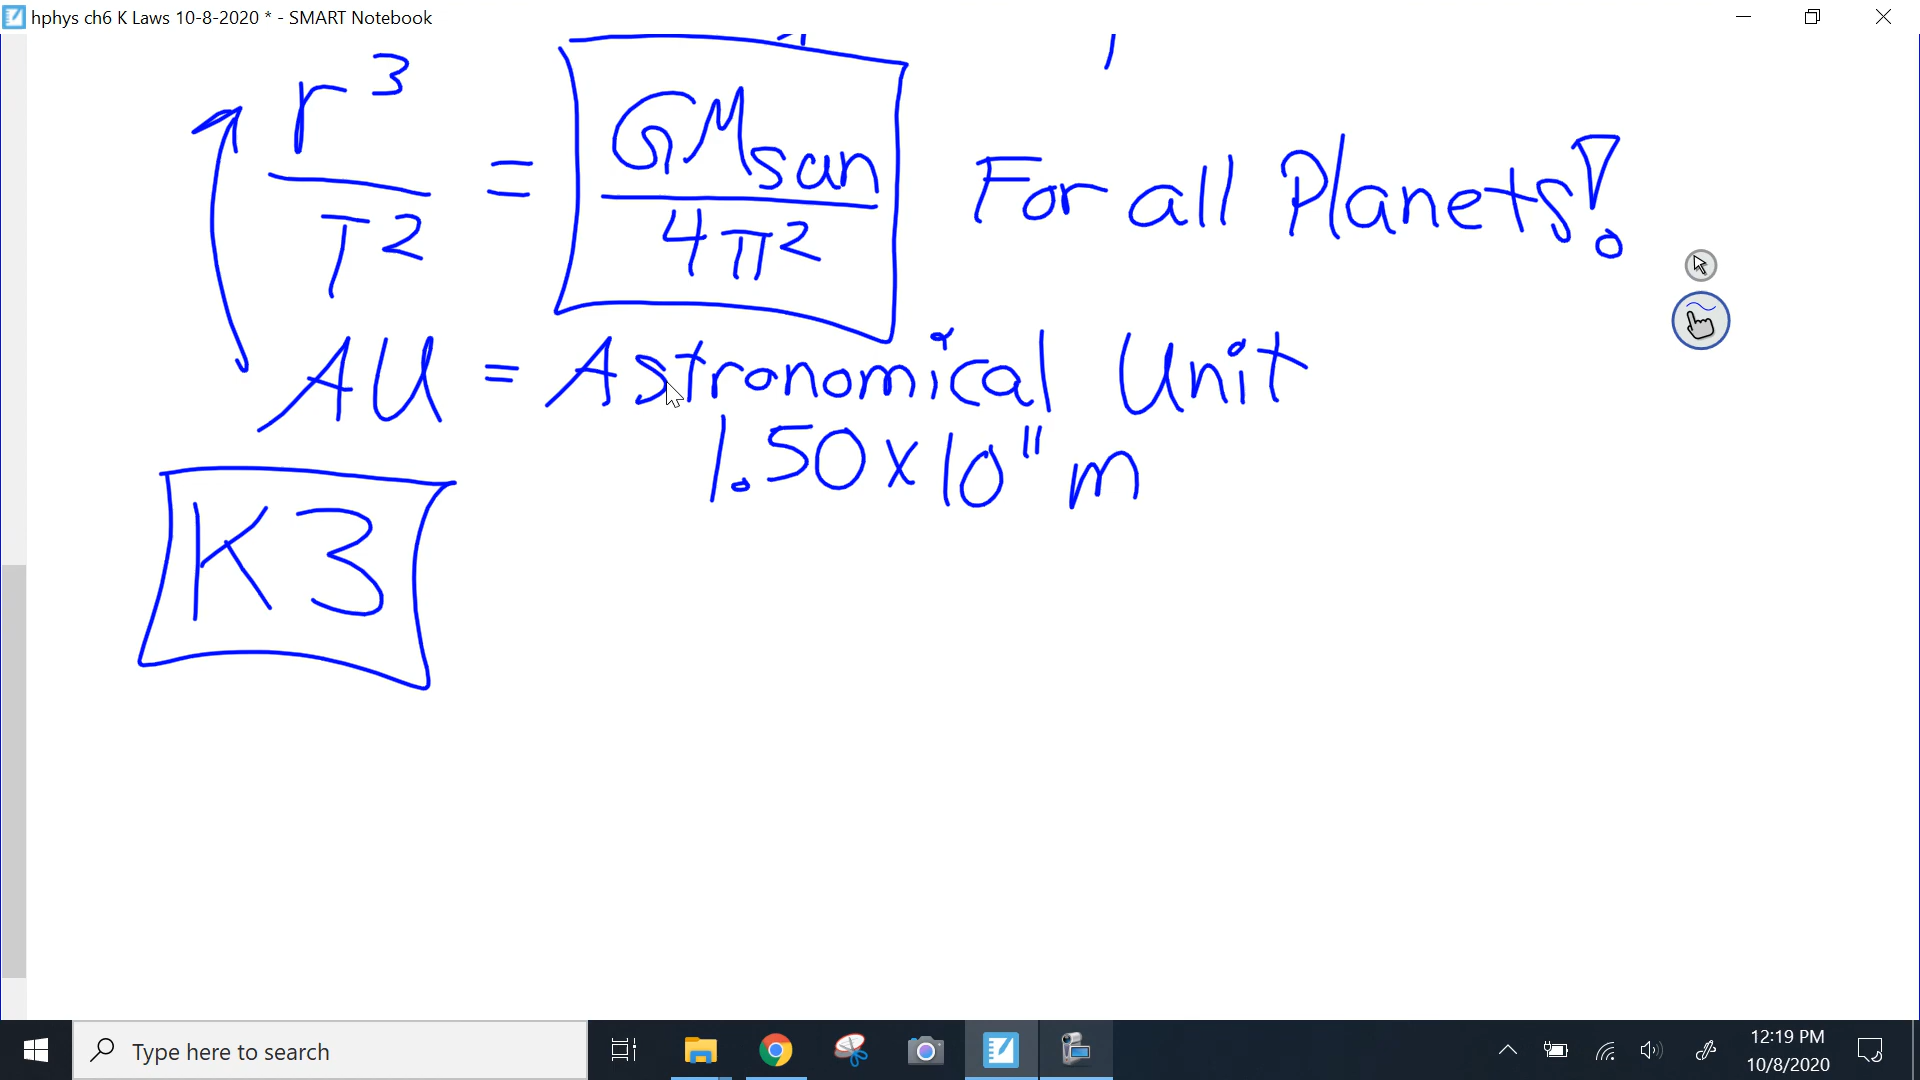 hphys ch6 K Laws 10-8-2020 * - SMART Notebook
r³/T² = GMsun/4π² For all Planets!
AU = Astronomical Unit
1.50x10¹¹ m
K3
Type here to search
12:19 PM
10/8/2020